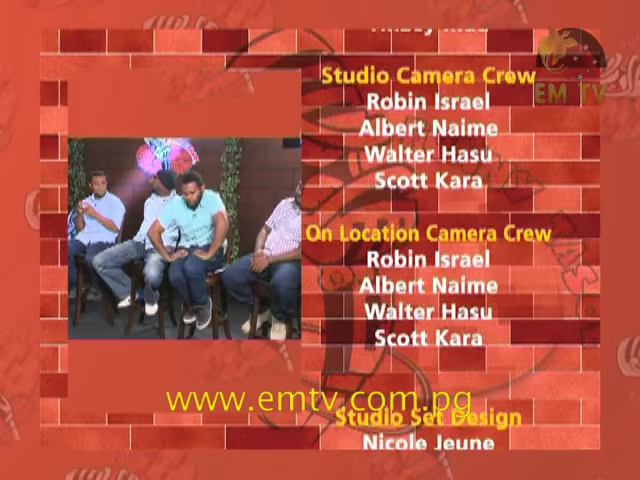 EM TV
Studio Camera Crew
Robin Israel
Albert Naime
Walter Hasu
Scott Kara
On Location Camera Crew
Robin Israel
Albert Naime
Walter Hasu
Scott Kara
www.emtv.com.pg
Studio Set Design
Nicole Jeune